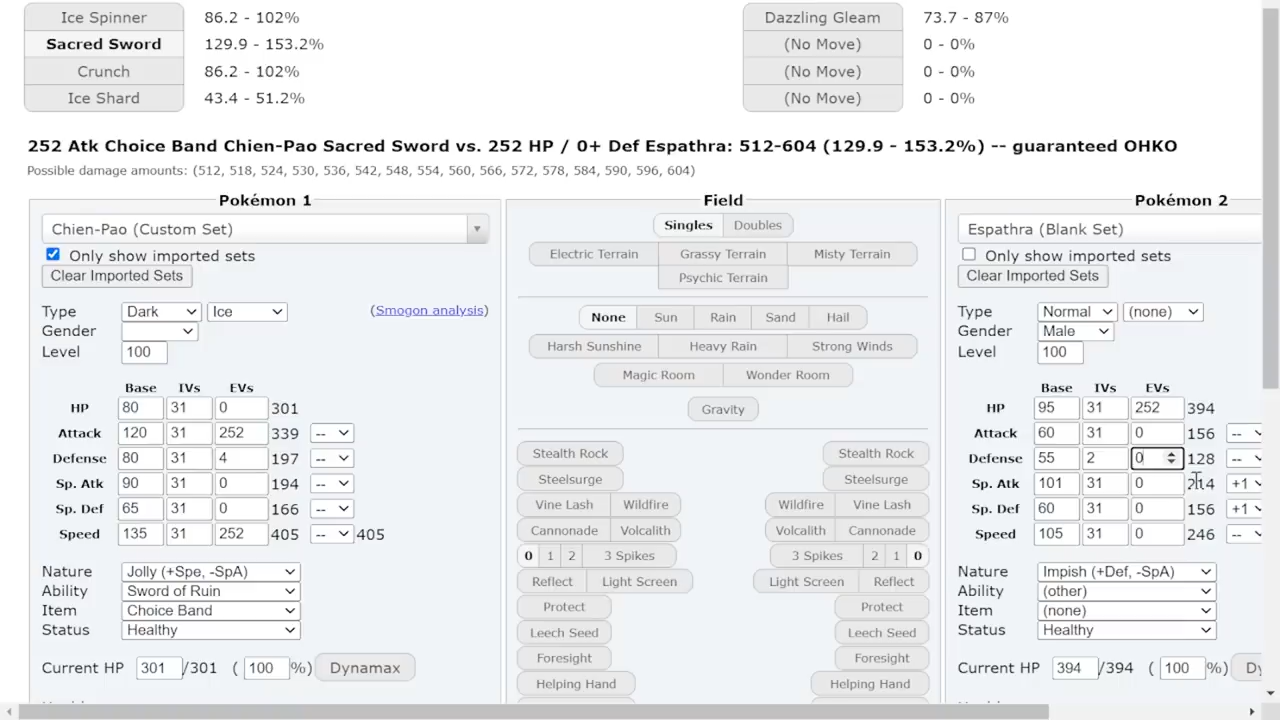 Ice Spinner 86.2 - 102% Dazzling Gleam 73.7 - 87%
Sacred Sword 129.9 - 153.2% (No Move) 0 - 0%
Crunch 86.2 - 102% (No Move) 0 - 0%
Ice Shard 43.4 - 51.2% (No Move) 0 - 0%
252 Atk Choice Band Chien-Pao Sacred Sword vs. 252 HP / 0+ Def Espathra: 512-604 (129.9 - 153.2%) -- guaranteed OHKO
Possible damage amounts: (512, 518, 524, 530, 536, 542, 548, 554, 560, 566, 572, 578, 584, 590, 596, 604)
Pokémon 1
Chien-Pao (Custom Set)
Only show imported sets
Clear Imported Sets
Type Dark Ice (Smogon analysis)
Gender
Level 100
Base IVs EVs
HP 80 31 0 301
Attack 120 31 252 339 --
Defense 80 31 4 197 --
Sp. Atk 90 31 0 194 --
Sp. Def 65 31 0 166 --
Speed 135 31 252 405 -- 405
Nature Jolly (+Spe, -SpA)
Ability Sword of Ruin
Item Choice Band
Status Healthy
Current HP 301 /301 ( 100 %) Dynamax
Field
Singles Doubles
Electric Terrain Grassy Terrain Misty Terrain
Psychic Terrain
None Sun Rain Sand Hail
Harsh Sunshine Heavy Rain Strong Winds
Magic Room Wonder Room
Gravity
Stealth Rock Stealth Rock
Steelsurge Steelsurge
Vine Lash Wildfire Wildfire Vine Lash
Cannonade Volcalith Volcalith Cannonade
0 1 2 3 Spikes 3 Spikes 2 1 0
Reflect Light Screen Light Screen Reflect
Protect Protect
Leech Seed Leech Seed
Foresight Foresight
Helping Hand Helping Hand
Pokémon 2
Espathra (Blank Set)
Only show imported sets
Clear Imported Sets
Type Normal (none)
Gender Male
Level 100
Base IVs EVs
HP 95 31 252 394
Attack 60 31 0 156 --
Defense 55 2 0 128 --
Sp. Atk 101 31 0 214 +1
Sp. Def 60 31 0 156 +1
Speed 105 31 0 246 --
Nature Impish (+Def, -SpA)
Ability (other)
Item (none)
Status Healthy
Current HP 394 /394 ( 100 %) Dy